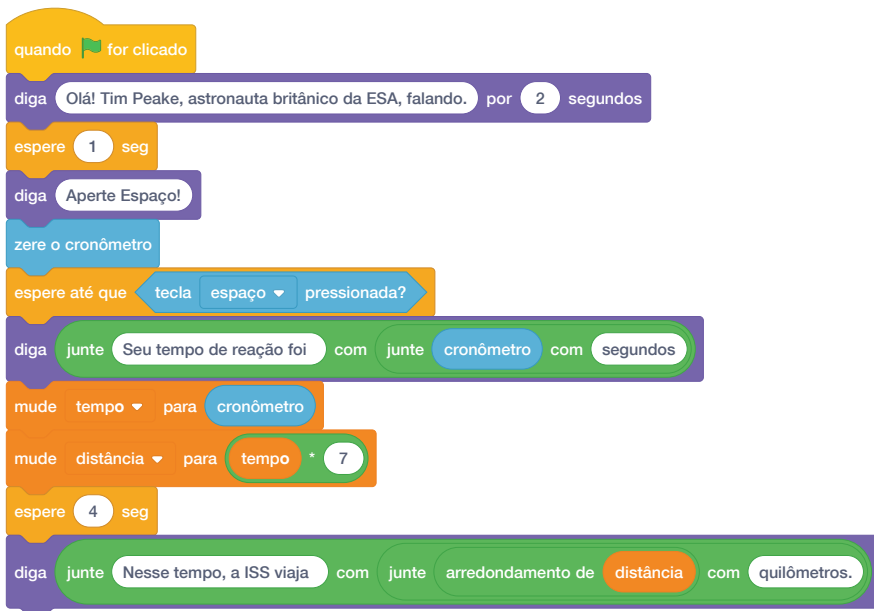 quando for clicado
diga Olá! Tim Peake, astronauta britânico da ESA, falando. por 2 segundos
espere 1 seg
diga Aperte Espaço!
zere o cronômetro
espere até que tecla espaço pressionada?
diga junte Seu tempo de reação foi com junte cronômetro com segundos
mude tempo para cronômetro
mude distância para tempo * 7
espere 4 seg
diga junte Nesse tempo, a ISS viaja com junte arredondamento de distância com quilômetros.